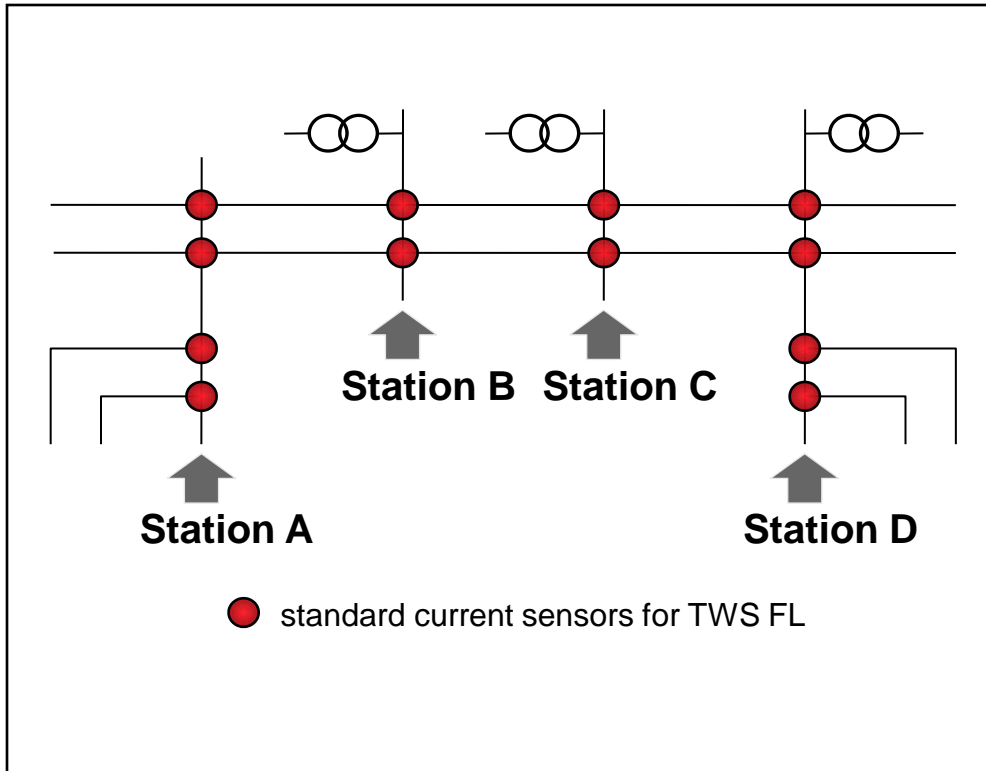 Station B
Station C
Station A
Station D
standard current sensors for TWS FL